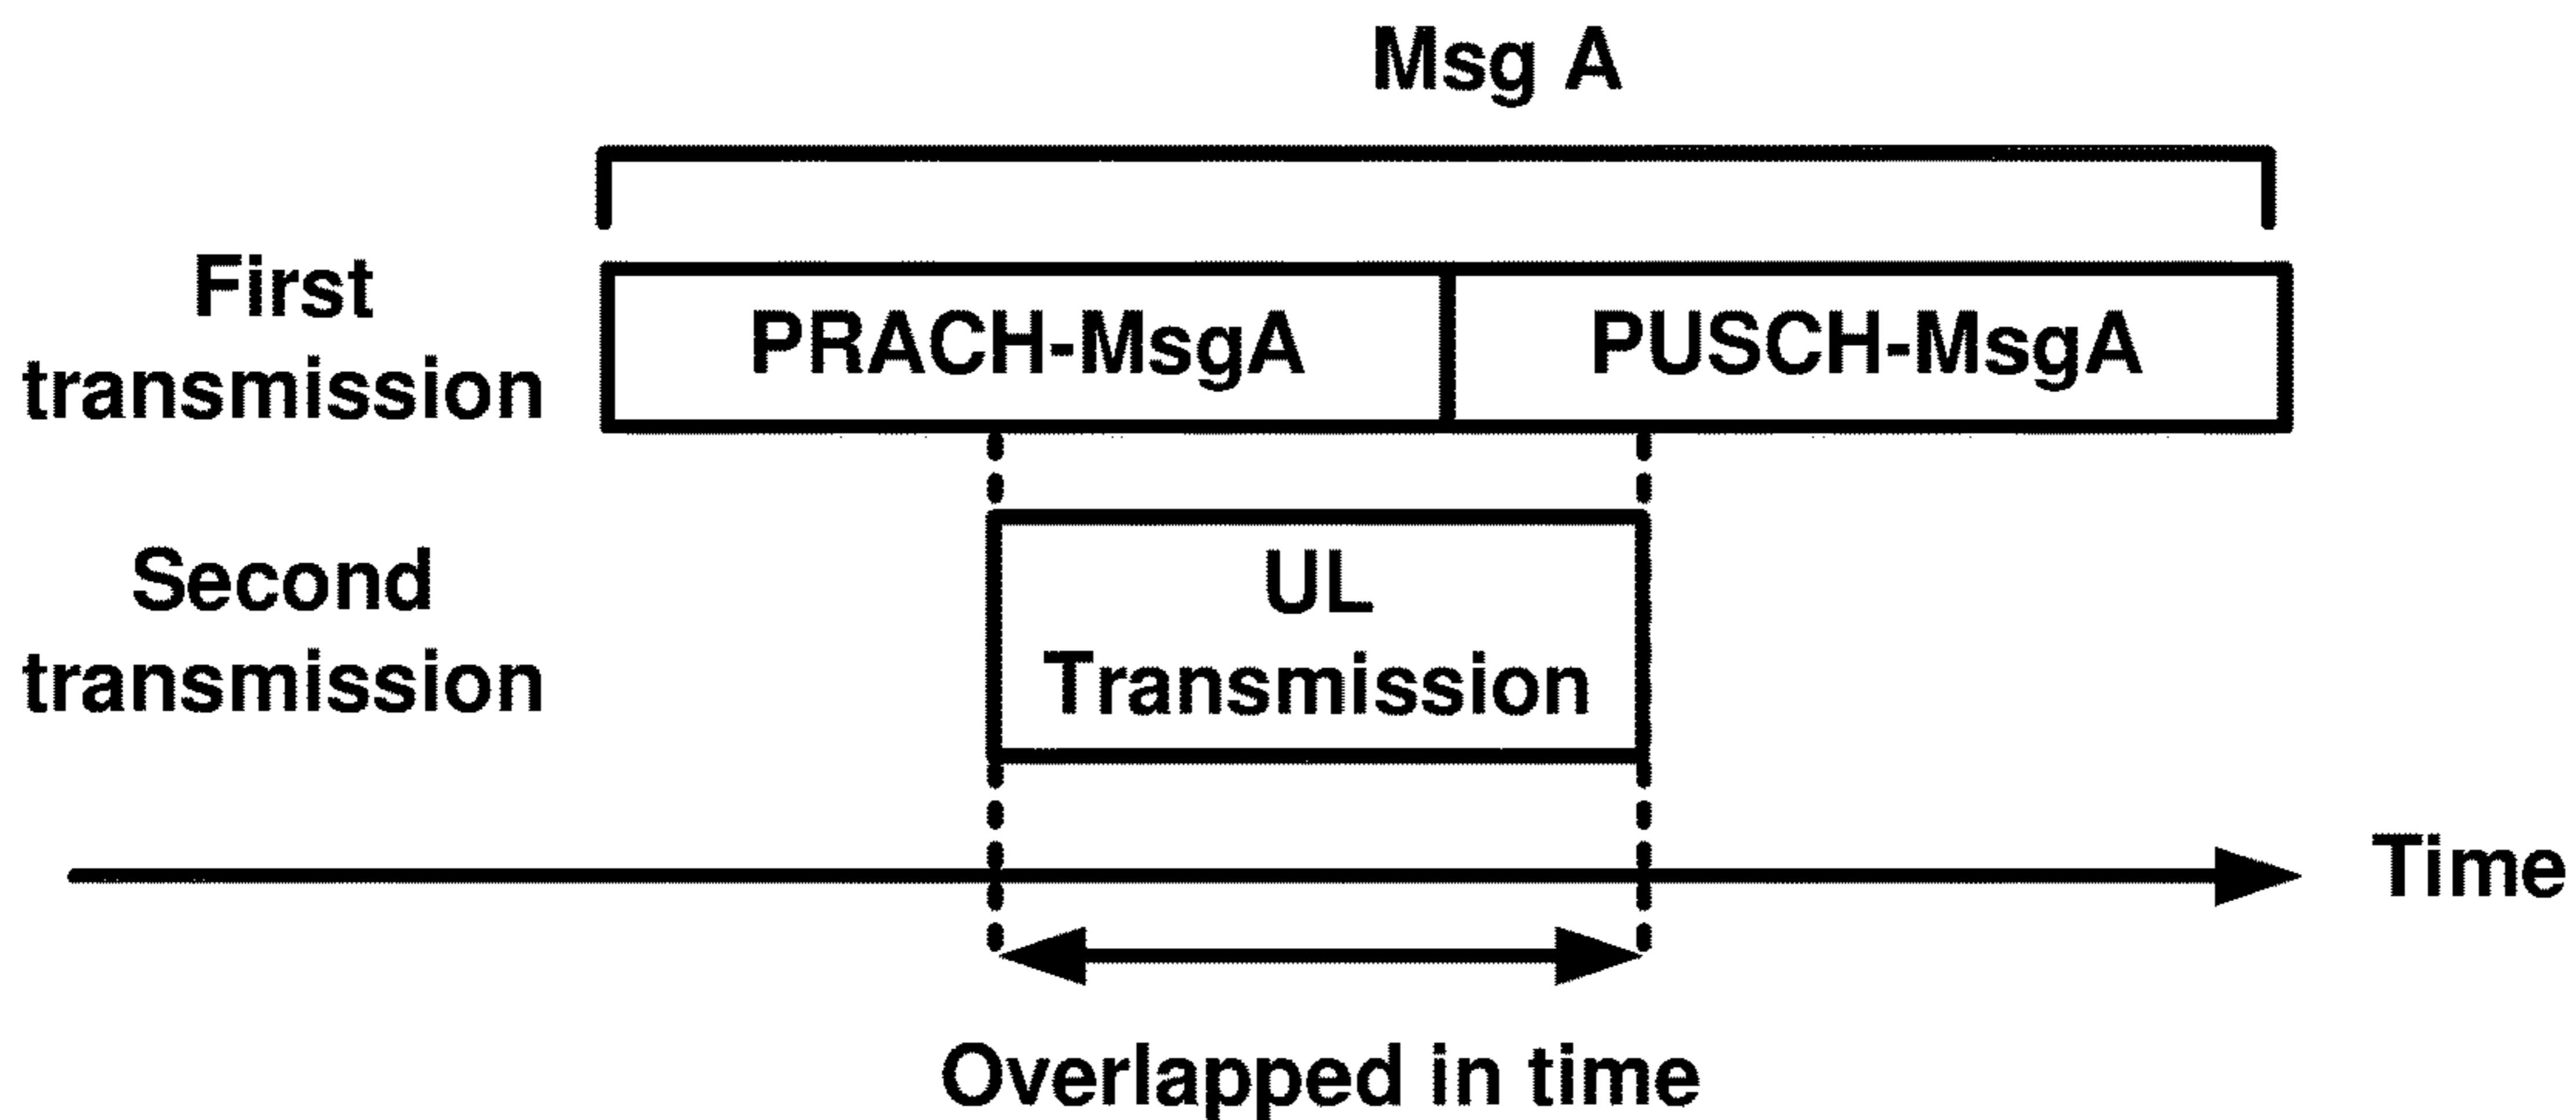 Msg A
First
transmission
PRACH-MsgA
PUSCH-MsgA
Second
transmission
UL
Transmission
Time
Overlapped in time